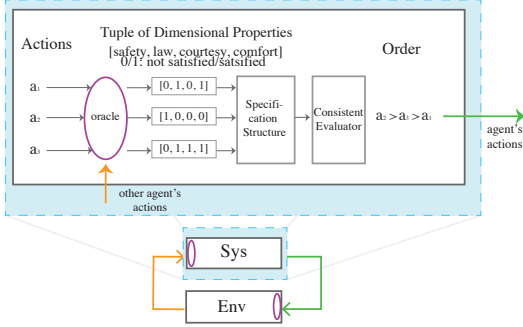 Actions
Tuple of Dimensional Properties
[safety, law, courtesy, comfort]
0/1: not satisfied/satsified
Order
a₁
a₂
a₃
oracle
[0, 1, 0, 1]
[1, 0, 0, 0]
[0, 1, 1, 1]
Specifi-
cation
Structure
Consistent
Evaluator
a₂ > a₃ > a₁
agent's
actions
other agent's
actions
Sys
Env